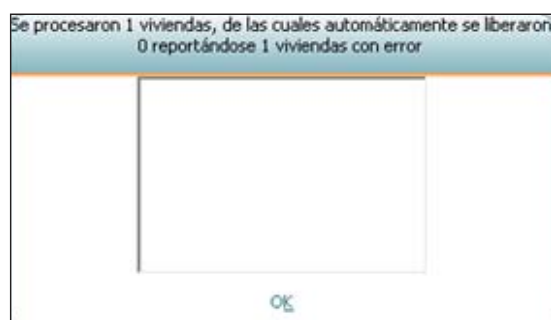 Se procesaron 1 viviendas, de las cuales automáticamente se liberaron
0 reportándose 1 viviendas con error
OK